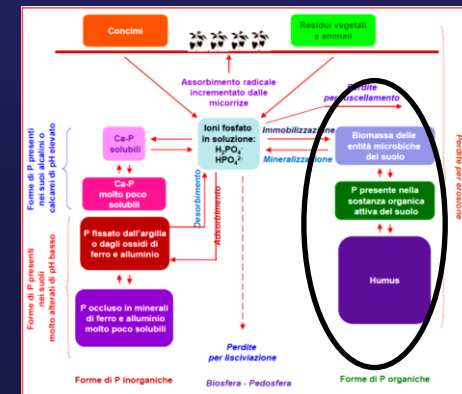 Concimi
Residui vegetali
e animali
Assorbimento radicale
incrementato dalle
micorrize
Perdite
per ruscellamento
Ca-P
solubili
Ioni fosfato
in soluzione:
H₂PO₄⁻
HPO₄²⁻
Immobilizzazione
Mineralizzazione
Biomassa delle
entità microbiche
del suolo
Ca-P
molto poco
solubili
P presente nella
sostanza organica
attiva del suolo
P fissato dall'argilla
o dagli ossidi di
ferro e alluminio
Desorbimento
Adsorbimento
Humus
P occluso in minerali
di ferro e alluminio
molto poco solubili
Perdite
per lisciviazione
Forme di P presenti
nei suoi alcalini o
calcarei di pH elevato
Forme di P presenti
nei suoli
molto alterati di pH basso
Perdite per erosione
Forme di P inorganiche
Biosfera - Pedosfera
Forme di P organiche